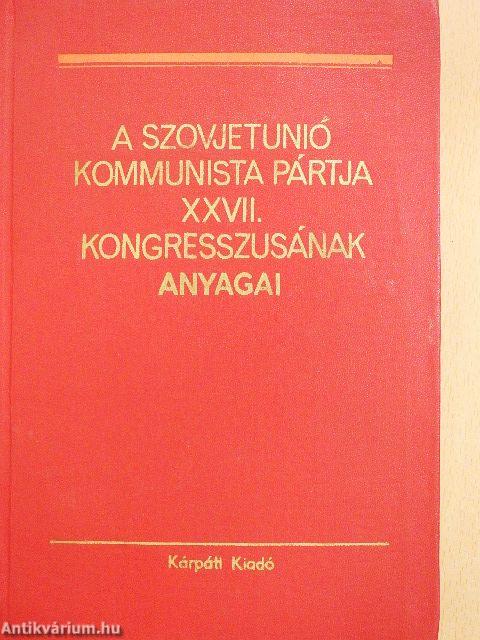 A SZOVJETUNIÓ
KOMMUNISTA PÁRTJA
XXVII.
KONGRESSZUSÁNAK
ANYAGAI
Kárpáti Kiadó
Antikvárium.hu